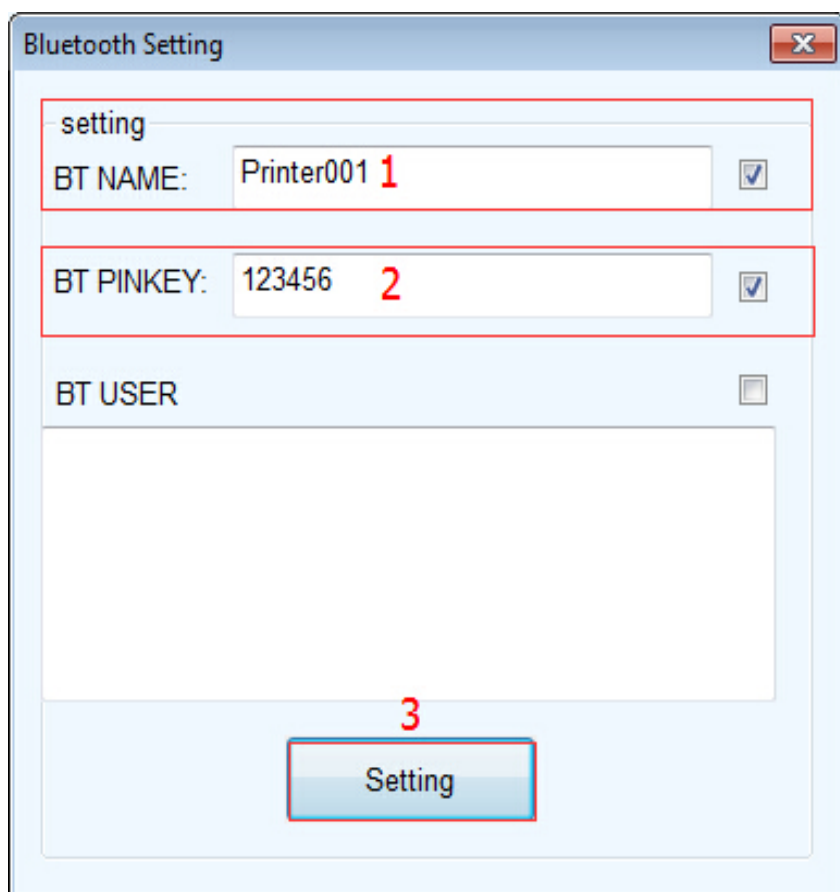 Bluetooth Setting
setting
BT NAME: Printer001 1
BT PINKEY: 123456 2
BT USER
3
Setting